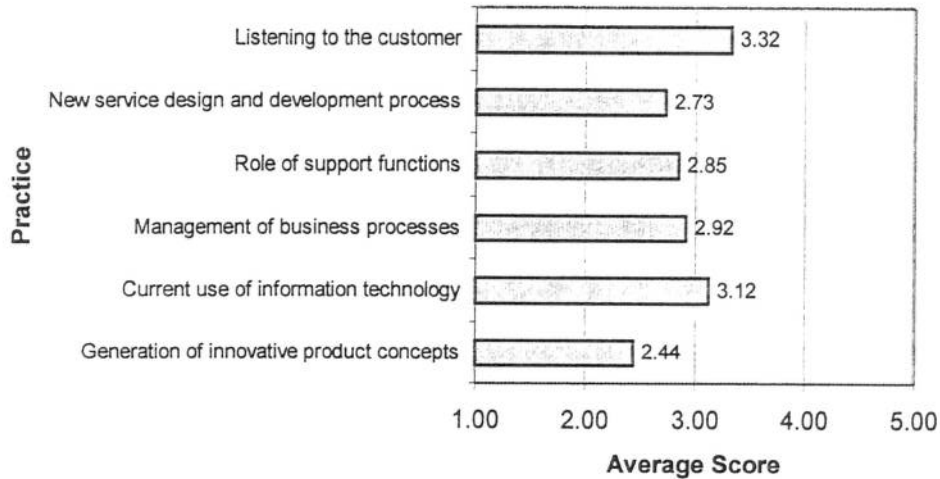 Listening to the customer 3.32
New service design and development process 2.73
Role of support functions 2.85
Management of business processes 2.92
Current use of information technology 3.12
Generation of innovative product concepts 2.44
Practice
1.00 2.00 3.00 4.00 5.00
Average Score